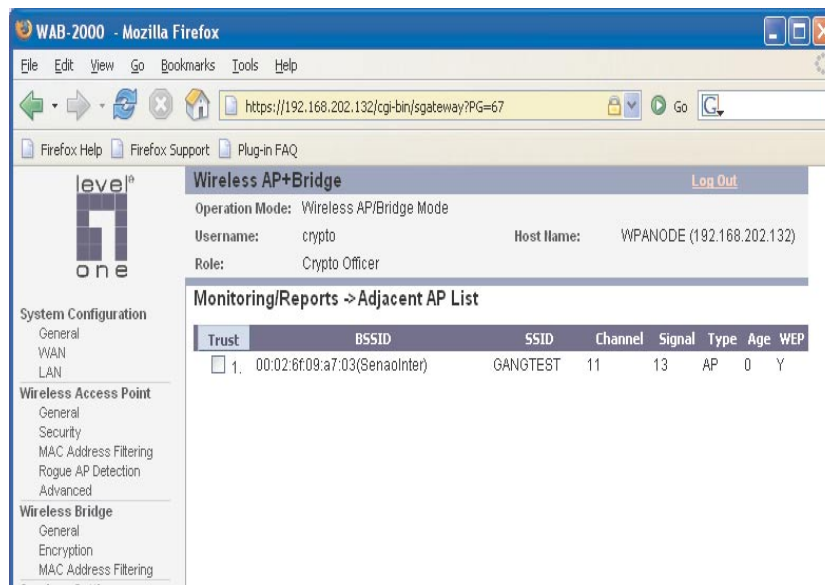 WAB-2000 - Mozilla Firefox
File Edit View Go Bookmarks Tools Help
https://192.168.202.132/cgi-bin/sgateway?PG=67
Go
G
Firefox Help Firefox Support Plug-in FAQ
level®
one
Wireless AP+Bridge Log Out
Operation Mode: Wireless AP/Bridge Mode
Username: crypto Host Name: WPANODE (192.168.202.132)
Role: Crypto Officer
Monitoring/Reports ->Adjacent AP List
Trust BSSID SSID Channel Signal Type Age WEP
1. 00:02:6f:09:a7:03(SenaoInter) GANGTEST 11 13 AP 0 Y
System Configuration
General
WAN
LAN
Wireless Access Point
General
Security
MAC Address Filtering
Rogue AP Detection
Advanced
Wireless Bridge
General
Encryption
MAC Address Filtering